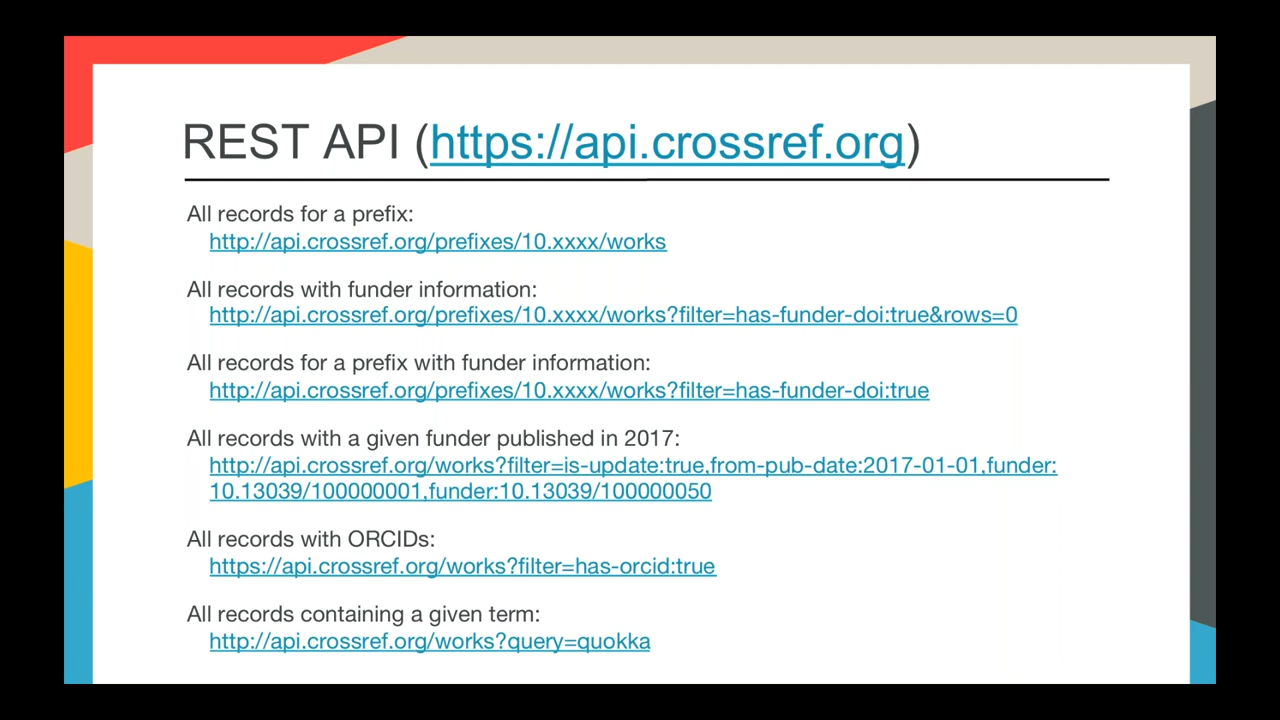 REST API (https://api.crossref.org)
All records for a prefix:
http://api.crossref.org/prefixes/10.xxxx/works
All records with funder information:
http://api.crossref.org/prefixes/10.xxxx/works?filter=has-funder-doi:true&rows=0
All records for a prefix with funder information:
http://api.crossref.org/prefixes/10.xxxx/works?filter=has-funder-doi:true
All records with a given funder published in 2017:
http://api.crossref.org/works?filter=is-update:true,from-pub-date:2017-01-01,funder:
10.13039/100000001,funder:10.13039/100000050
All records with ORCIDs:
https://api.crossref.org/works?filter=has-orcid:true
All records containing a given term:
http://api.crossref.org/works?query=quokka